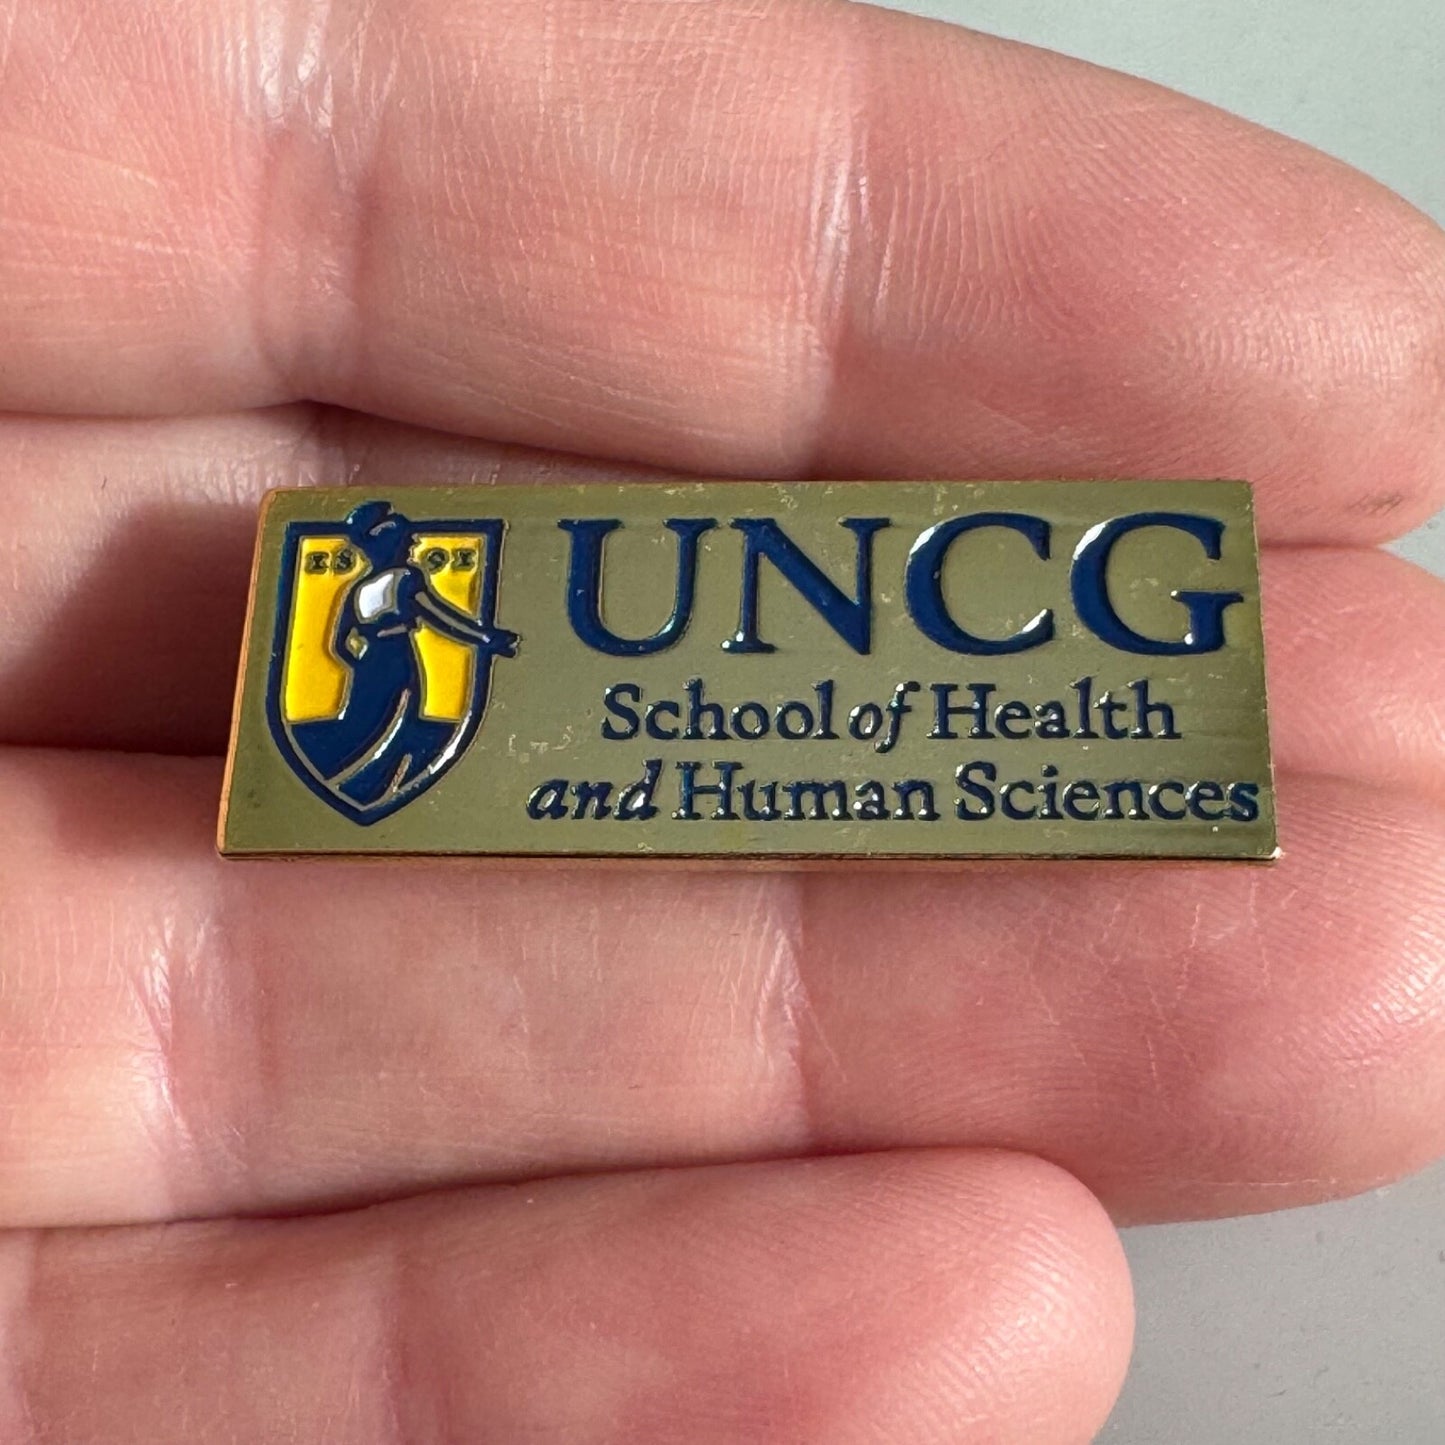 18 91
UNCG
School of Health
and Human Sciences